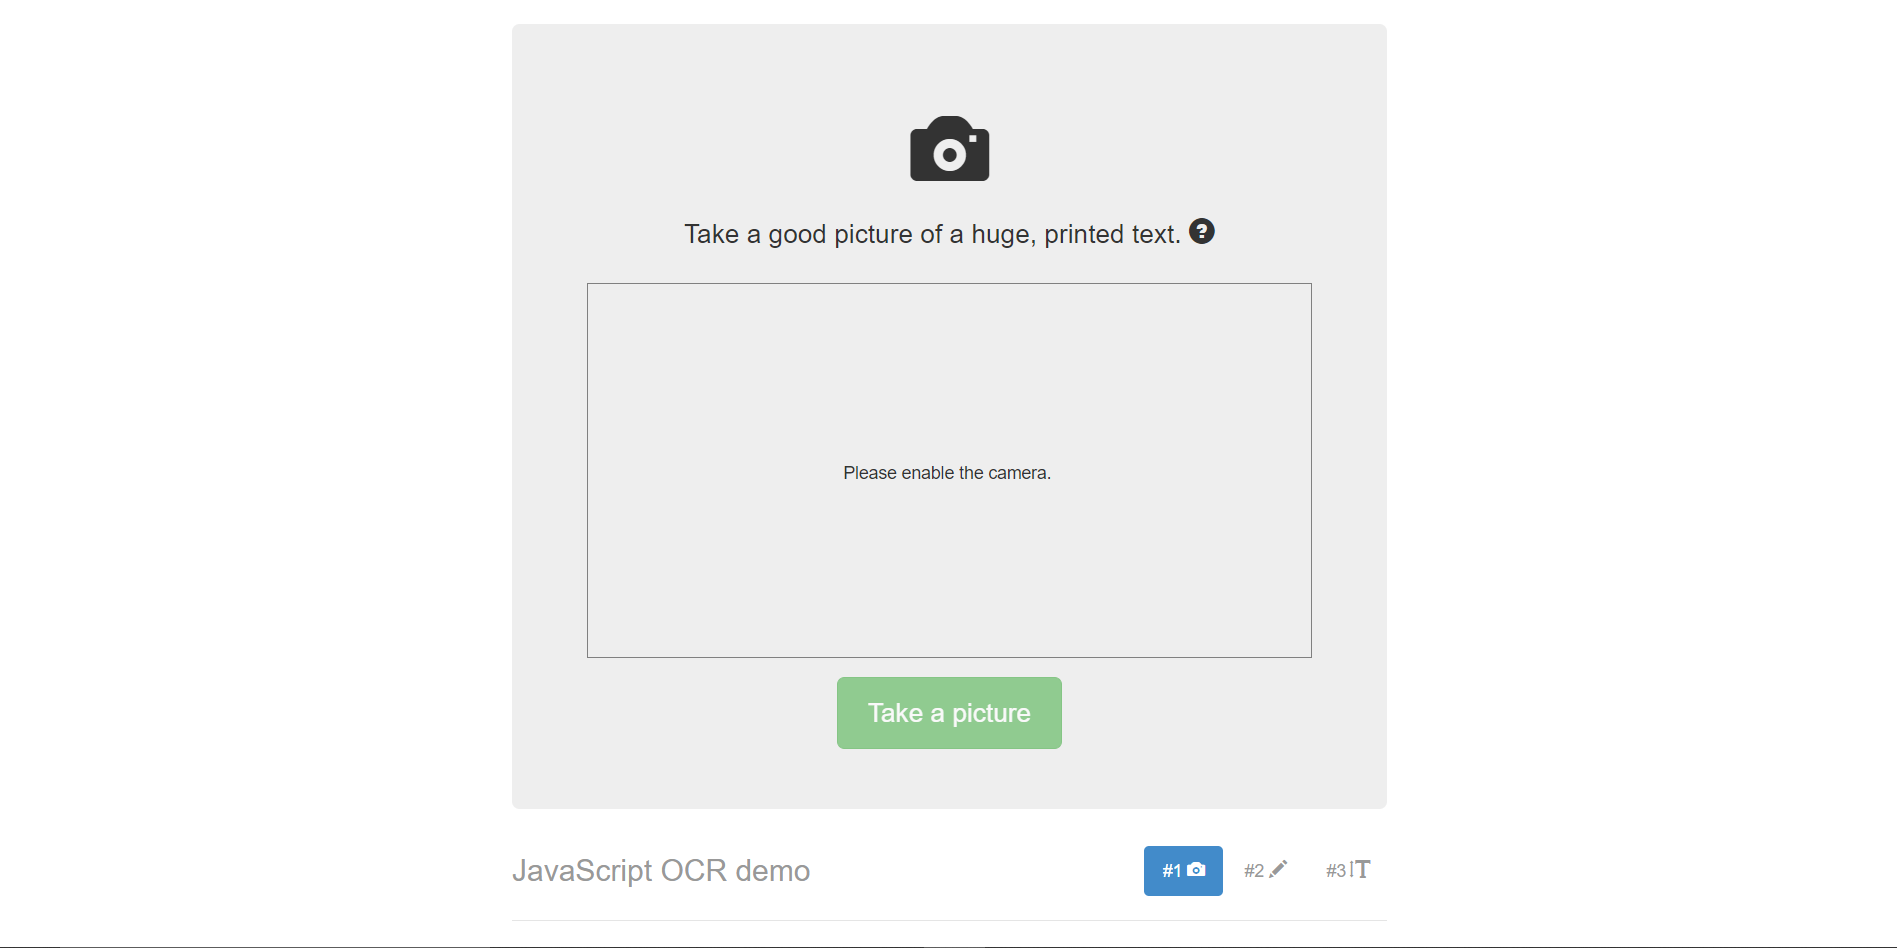 Take a good picture of a huge, printed text. ?
Please enable the camera.
Take a picture
JavaScript OCR demo
#1
#2
#3 T